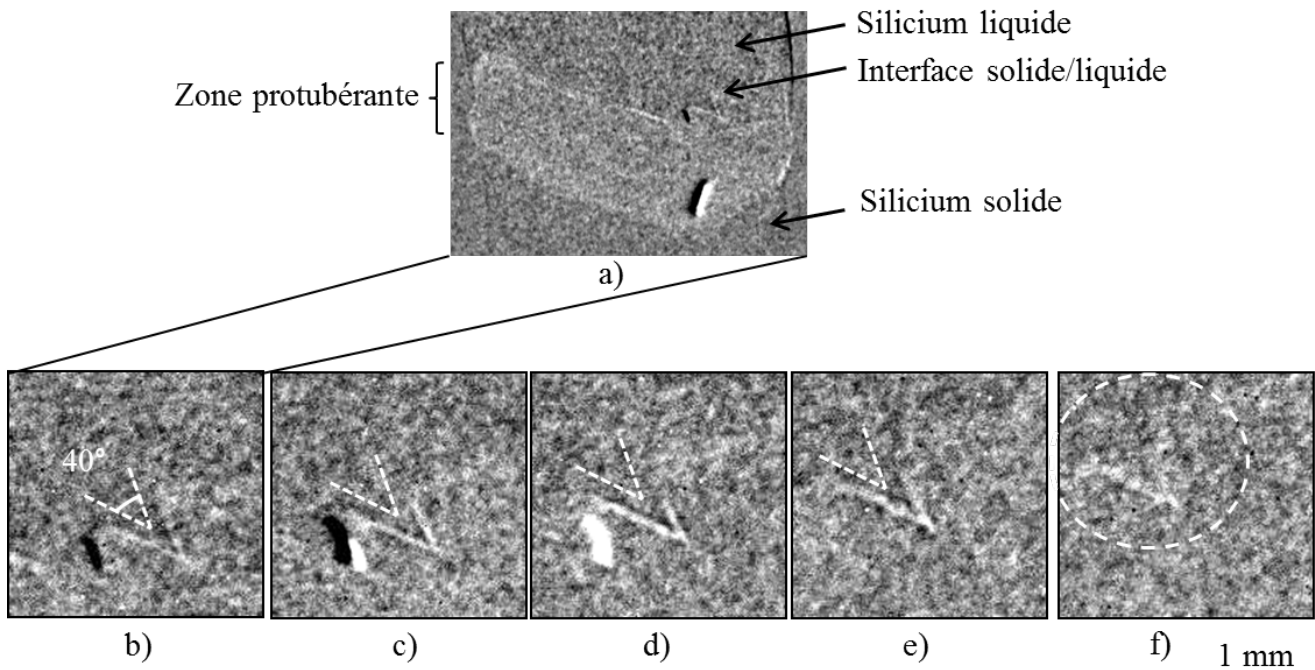 Silicium liquide
Interface solide/liquide
Zone protubérante
Silicium solide
a)
40°
b)
c)
d)
e)
f)
1 mm